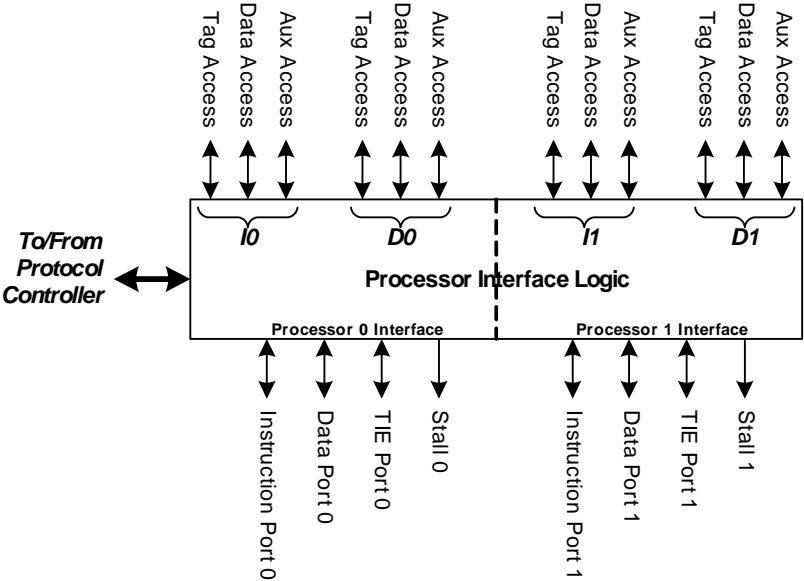 Tag Access
Data Access
Aux Access
Tag Access
Data Access
Aux Access
Tag Access
Data Access
Aux Access
Tag Access
Data Access
Aux Access
I0
D0
I1
D1
To/From
Protocol
Controller
Processor Interface Logic
Processor 0 Interface
Processor 1 Interface
Instruction Port 0
Data Port 0
TIE Port 0
Stall 0
Instruction Port 1
Data Port 1
TIE Port 1
Stall 1